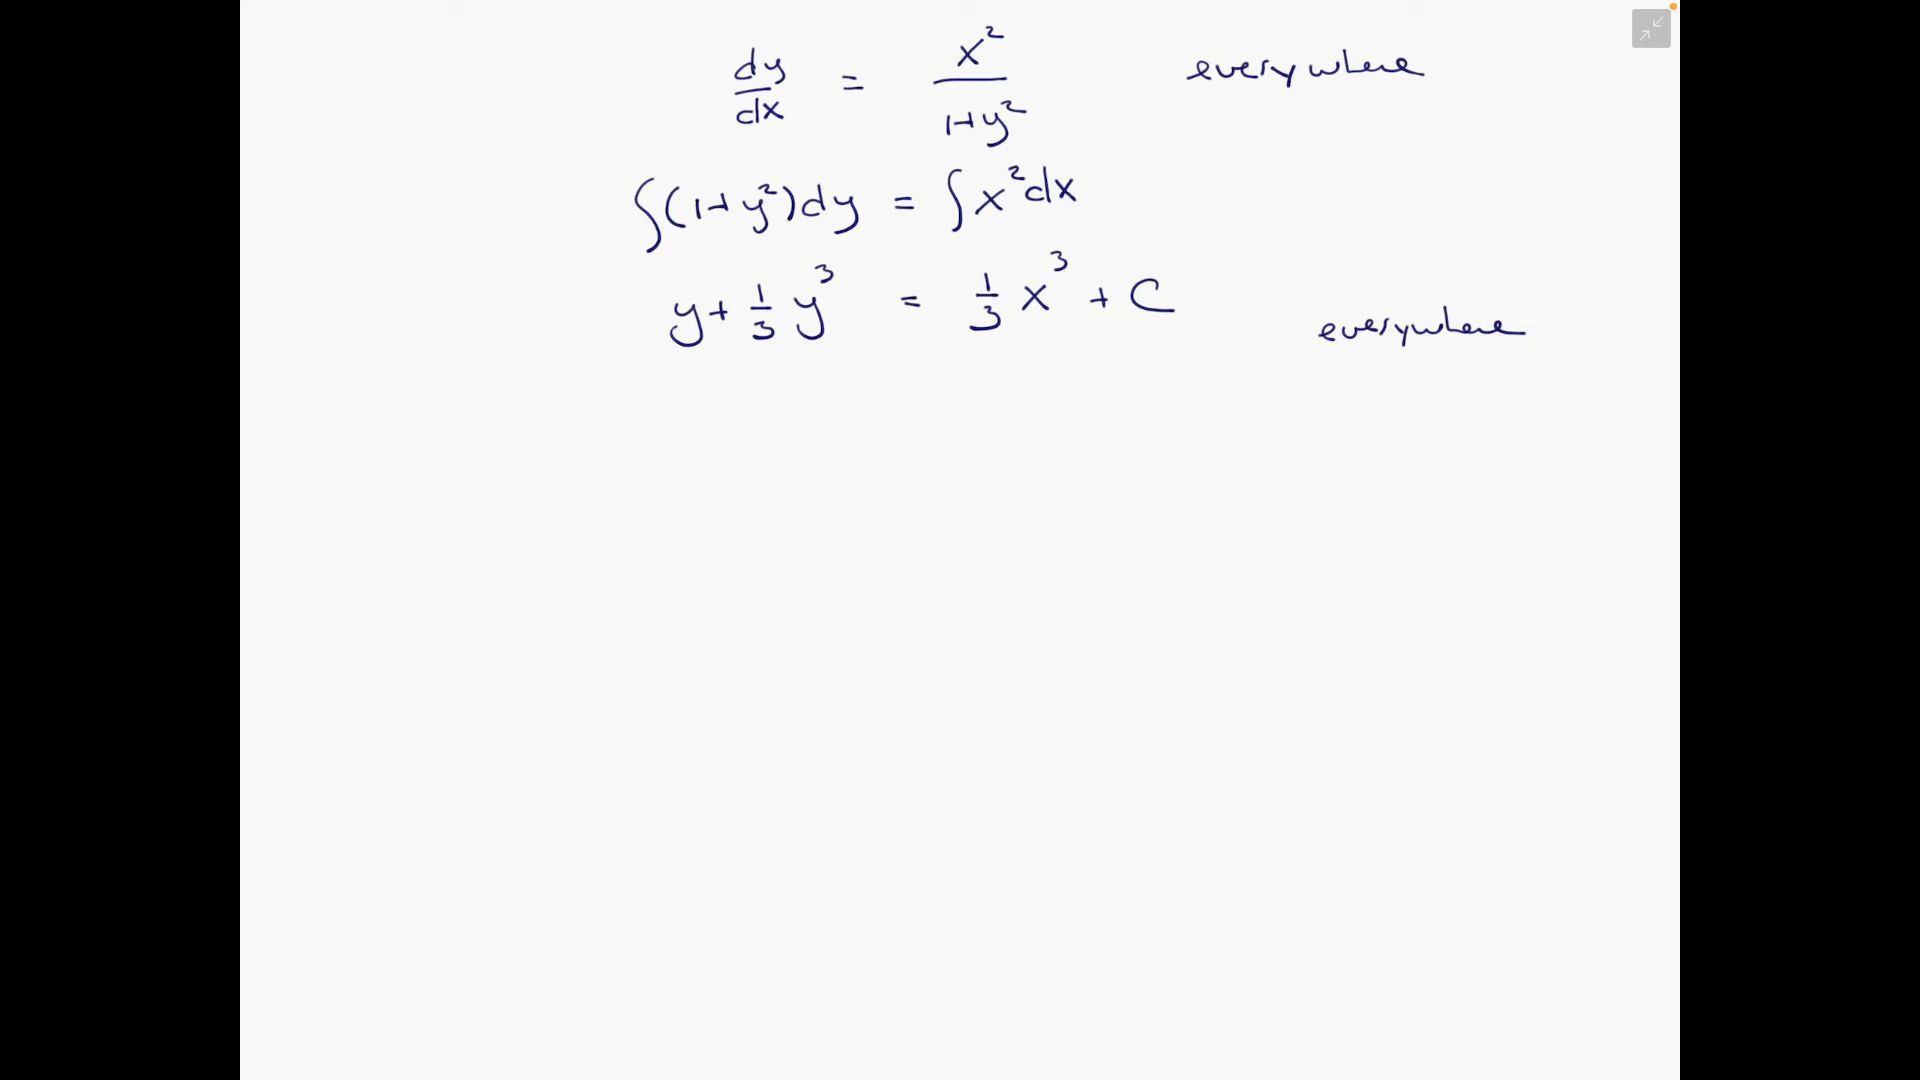 dy/dx = x²/(1+y²) everywhere
∫(1+y²)dy = ∫x²dx
y + 1/3 y³ = 1/3 x³ + C everywhere